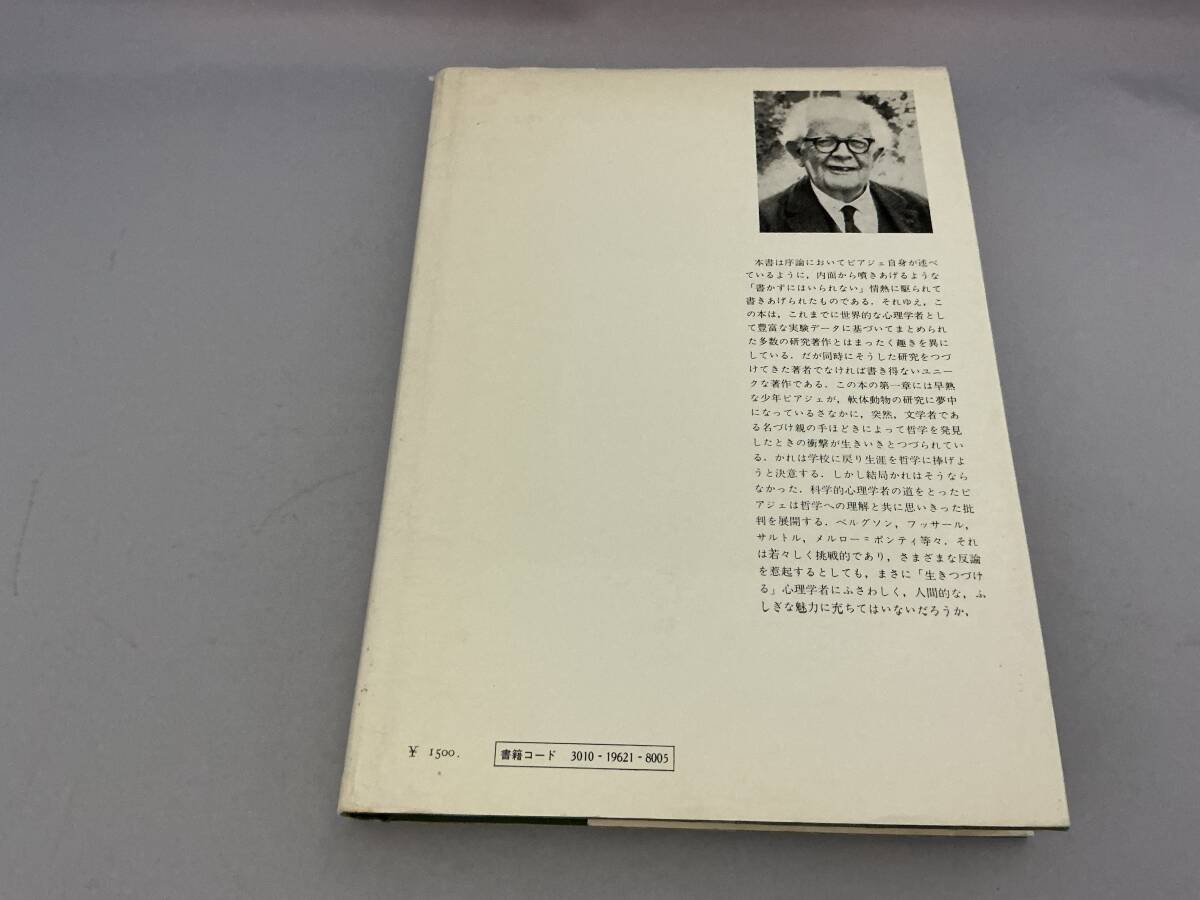 本書は序論においてピアジェ自身が述べ
ているように，内面から噴きあげるような
「書かずにはいられない」情熱に駆られて
書きあげられたものである．それゆえ，こ
の本は，これまでに世界的な心理学者とし
て豊富な実験データに基づいてまとめられ
た多数の研究著作とはまったく趣きを異に
している．だが同時にそうした研究をつづ
けてきた著者でなければ書き得ないユニー
クな著作である．この本の第一章には早熟
な少年ピアジェが，軟体動物の研究に夢中
になっているさなかに，突然，文学者であ
る名づけ親の手ほどきによって哲学を発見
したときの衝撃が生きいきとつづられてい
る．かれは学校に戻り生涯を哲学に捧げよ
うと決意する．しかし結局かれはそうなら
なかった．科学的心理学者の道をとったピ
アジェは哲学への理解と共に思いきった批
判を展開する．ベルグソン，フッサール，
サルトル，メルロー＝ポンティ等々．それ
は若々しく挑戦的であり，さまざまな反論
を惹起するとしても，まさに「生きつづけ
る」心理学者にふさわしく，人間的な，ふ
しぎな魅力に充ちてはいないだろうか．
¥ 1500.
書籍コード 3010-19621-8005